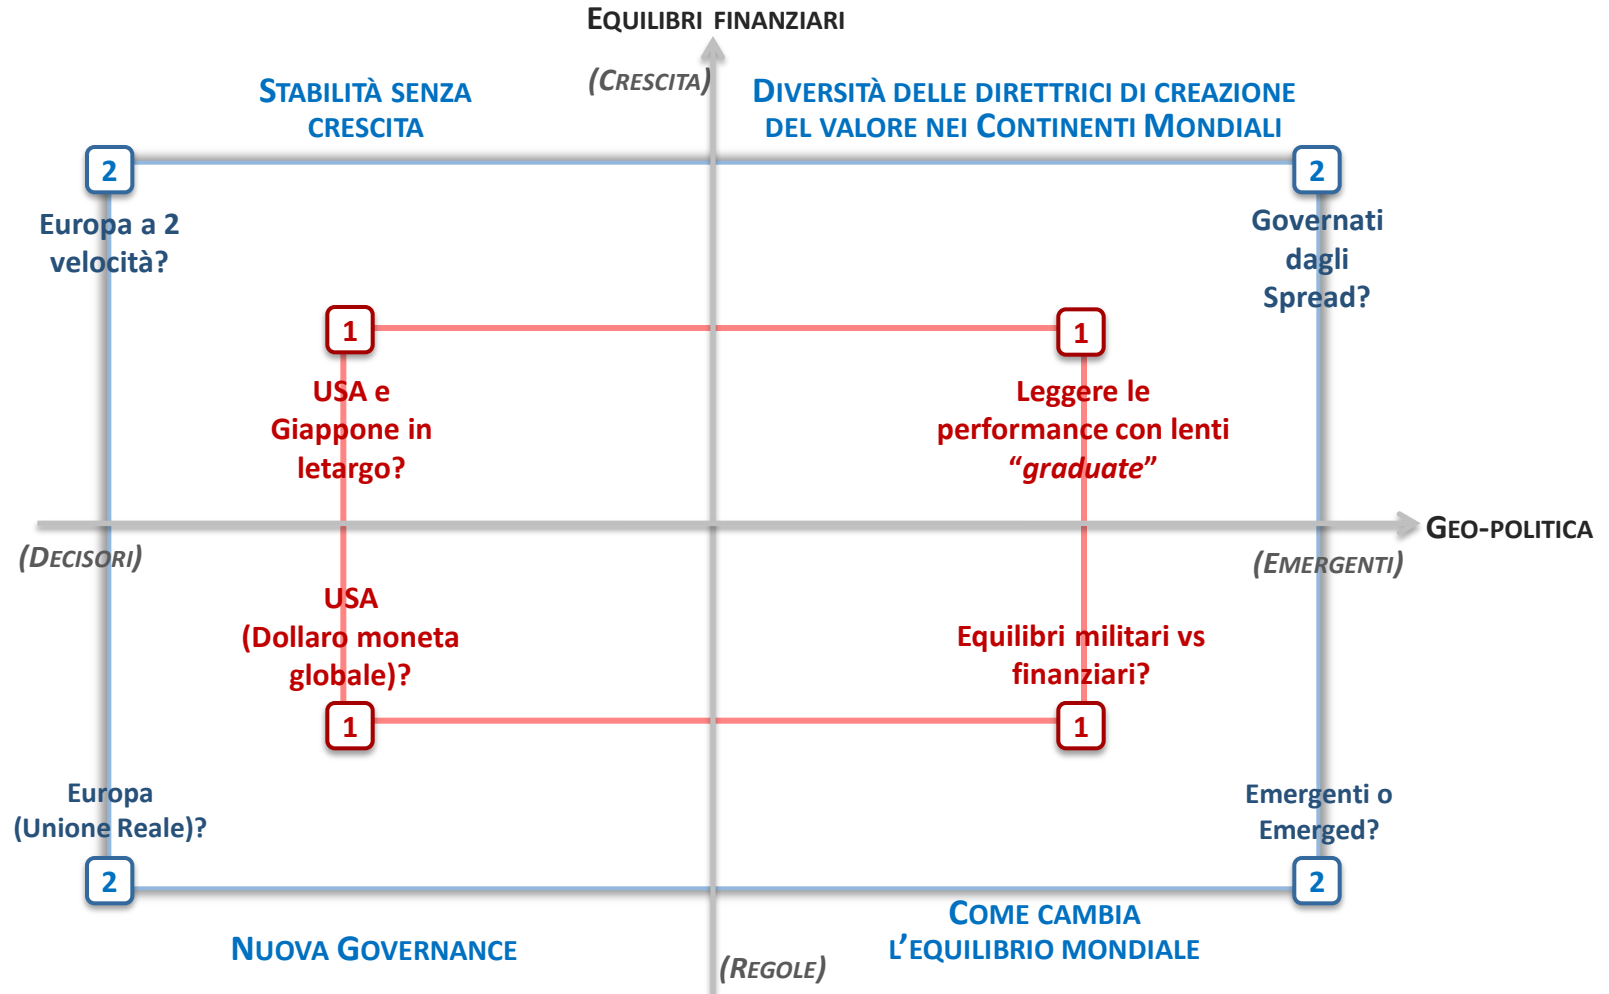 Equilibri finanziari
(Crescita)
Stabilità senza
crescita
Diversità delle direttrici di creazione
del valore nei Continenti Mondiali
2
2
Europa a 2
velocità?
Governati
dagli
Spread?
1
1
USA e
Giappone in
letargo?
Leggere le
performance con lenti
“graduate”
Geo-politica
(Decisori)
(Emergenti)
USA
(Dollaro moneta
globale)?
Equilibri militari vs
finanziari?
1
1
Europa
(Unione Reale)?
Emergenti o
Emerged?
2
2
Nuova Governance
Come cambia
l’equilibrio mondiale
(Regole)